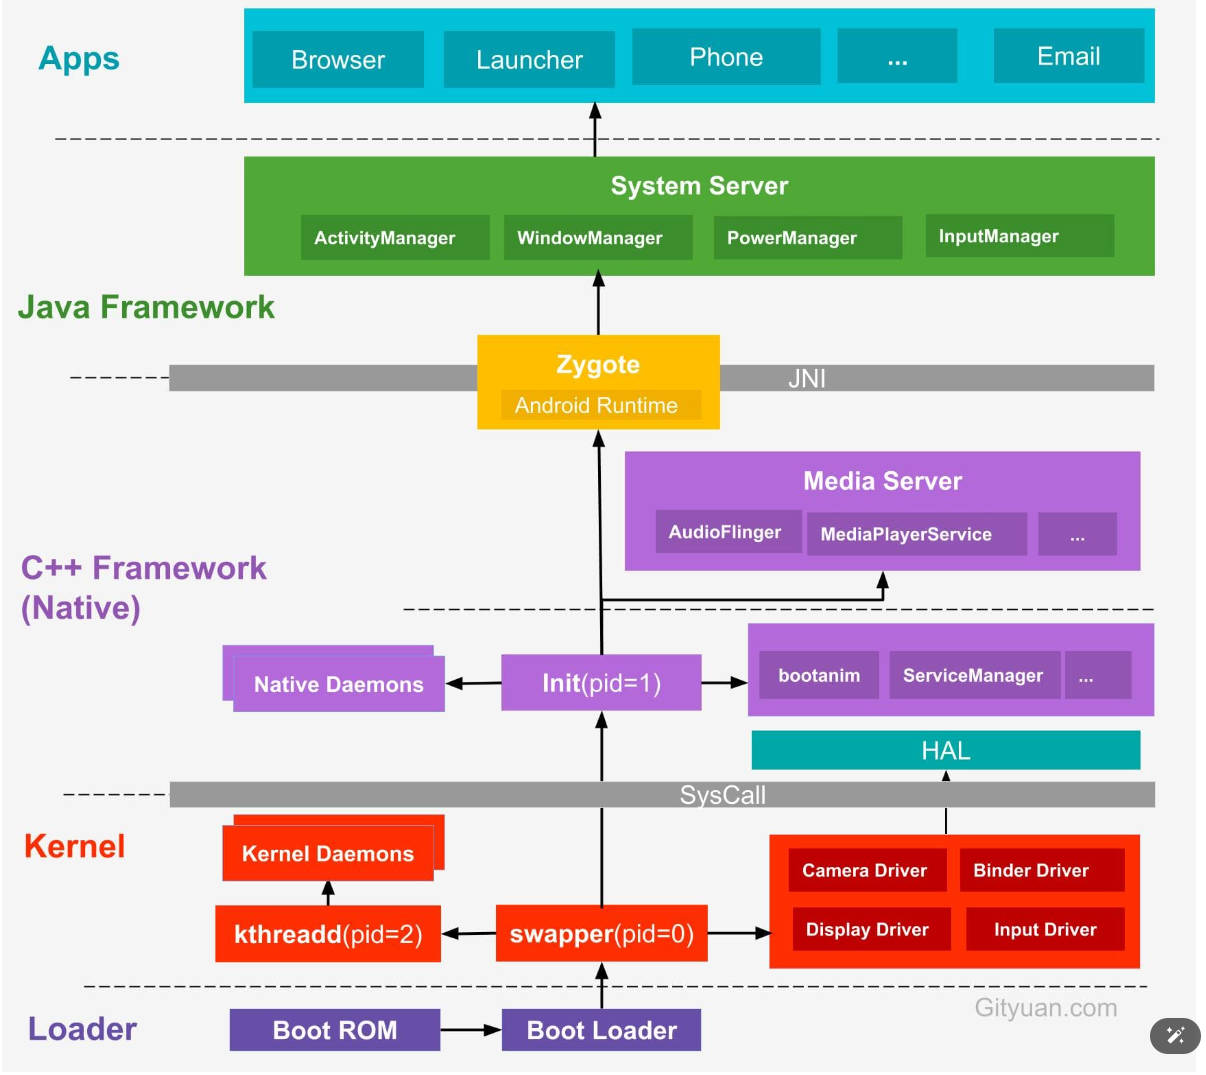 Apps
Browser
Launcher
Phone
...
Email
System Server
ActivityManager
WindowManager
PowerManager
InputManager
Java Framework
Zygote
Android Runtime
JNI
Media Server
AudioFlinger
MediaPlayerService
...
C++ Framework
(Native)
Native Daemons
Init(pid=1)
bootanim
ServiceManager
...
HAL
SysCall
Kernel
Kernel Daemons
Camera Driver
Binder Driver
kthreadd(pid=2)
swapper(pid=0)
Display Driver
Input Driver
Gityuan.com
Loader
Boot ROM
Boot Loader